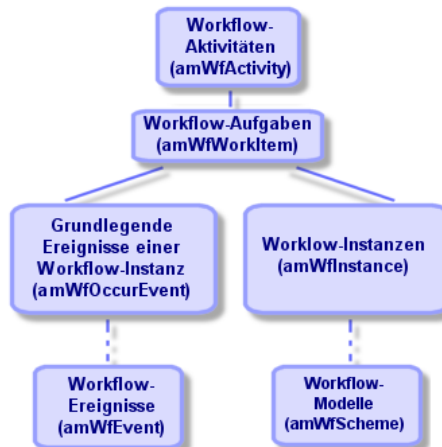 Workflow-
Aktivitäten
(amWfActivity)
Workflow-Aufgaben
(amWfWorkItem)
Grundlegende
Ereignisse einer
Workflow-Instanz
(amWfOccurEvent)
Worklow-Instanzen
(amWfInstance)
Workflow-
Ereignisse
(amWfEvent)
Workflow-
Modelle
(amWfScheme)